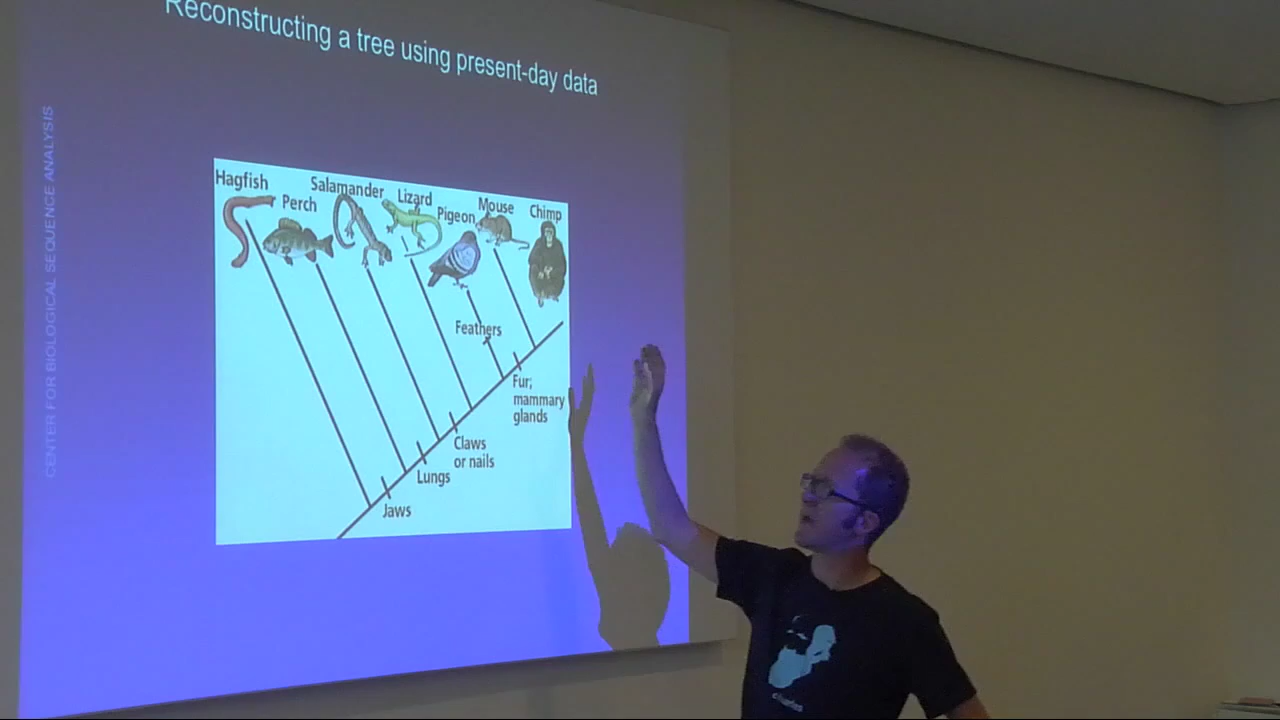 Reconstructing a tree using present-day data
CENTER FOR BIOLOGICAL SEQUENCE ANALYSIS
Hagfish
Perch
Salamander
Lizard
Pigeon
Mouse
Chimp
Feathers
Fur;
mammary
glands
Claws
or nails
Lungs
Jaws